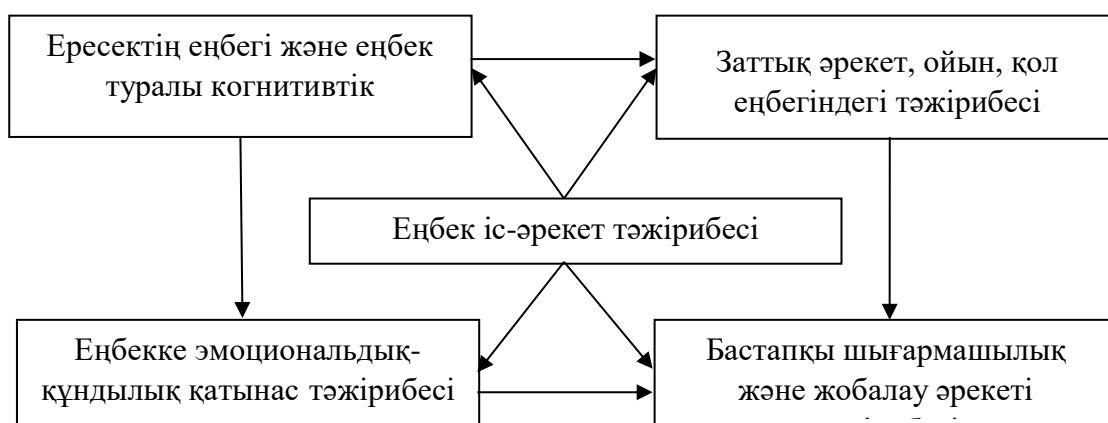 Ересектің еңбегі және еңбек
туралы когнитивтік
Заттық әрекет, ойын, қол
еңбегіндегі тәжірибесі
Еңбек іс-әрекет тәжірибесі
Еңбекке эмоциональдық-
құндылық қатынас тәжірибесі
Бастапқы шығармашылық
және жобалау әрекеті